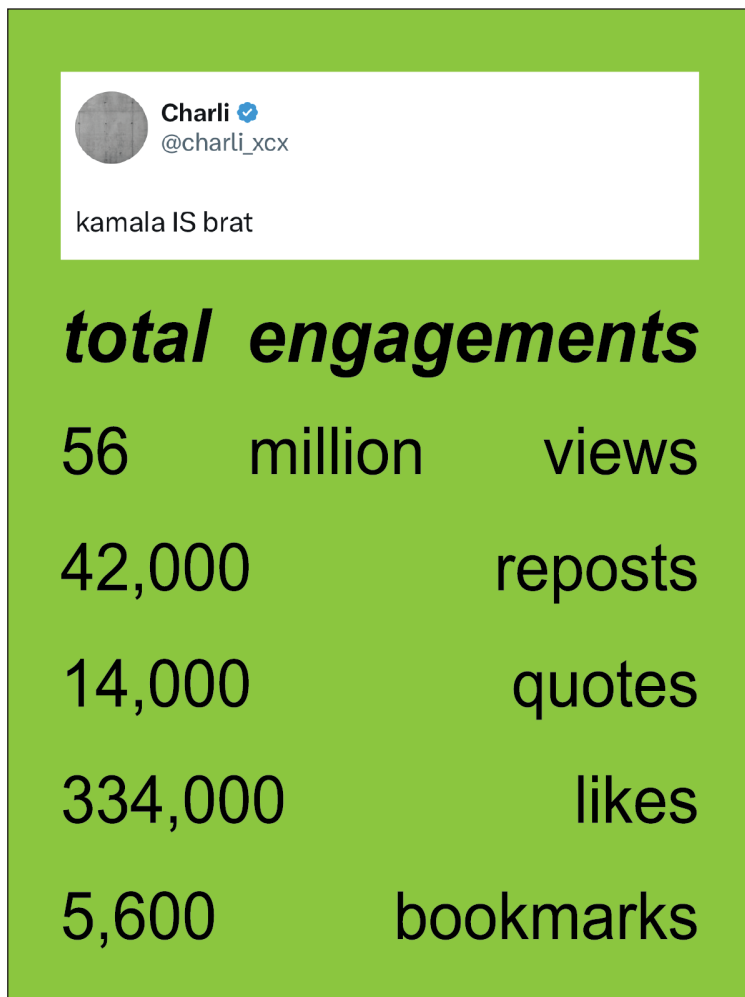 Charli
@charli_xcx
kamala IS brat
total engagements
56 million views
42,000 reposts
14,000 quotes
334,000 likes
5,600 bookmarks